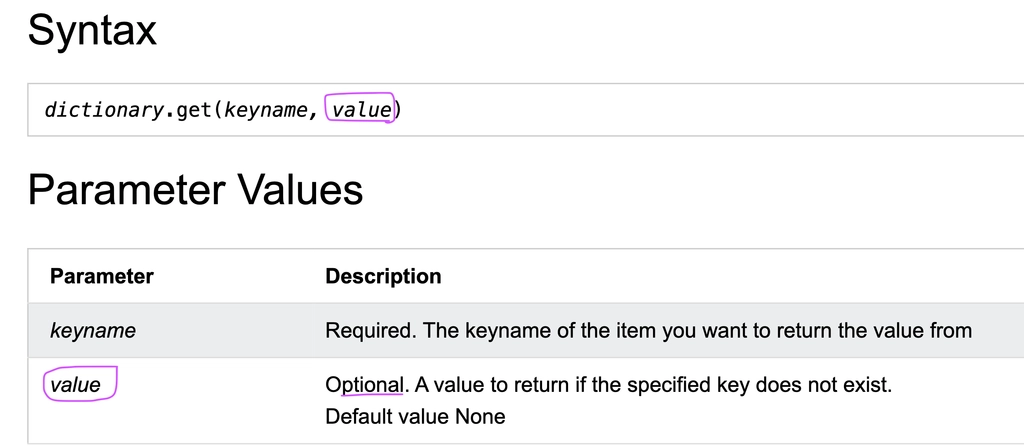 Syntax
dictionary.get(keyname, value)
Parameter Values
Parameter Description
keyname Required. The keyname of the item you want to return the value from
value Optional. A value to return if the specified key does not exist.
Default value None